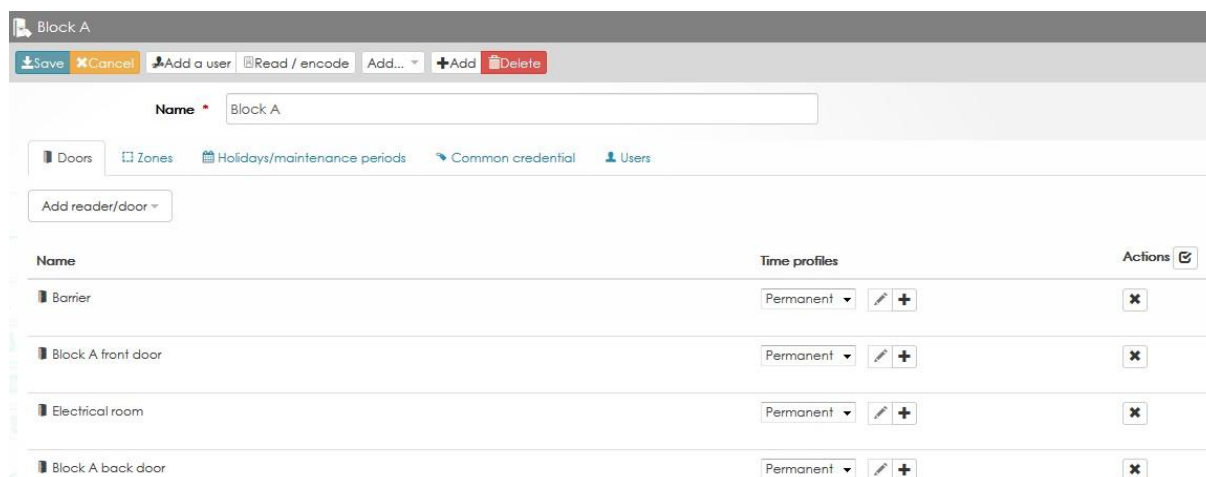 Block A
Save Cancel Add a user Read / encode Add... Add Delete
Name * Block A
Doors Zones Holidays/maintenance periods Common credential Users
Add reader/door
Name Time profiles Actions
Barrier Permanent
Block A front door Permanent
Electrical room Permanent
Block A back door Permanent